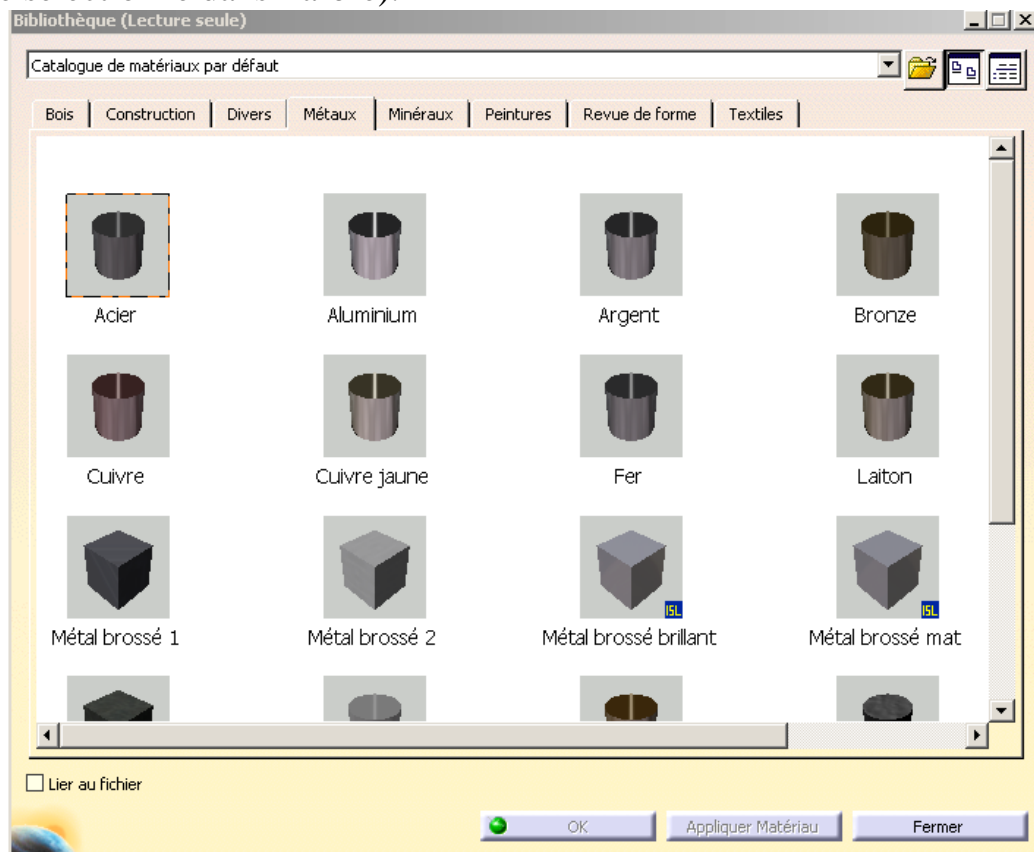 Bibliothèque (Lecture seule)
Catalogue de matériaux par défaut
Bois Construction Divers Métaux Minéraux Peintures Revue de forme Textiles
Acier Aluminium Argent Bronze
Cuivre Cuivre jaune Fer Laiton
ISL ISL
Métal brossé 1 Métal brossé 2 Métal brossé brillant Métal brossé mat
Lier au fichier
OK Appliquer Matériau Fermer